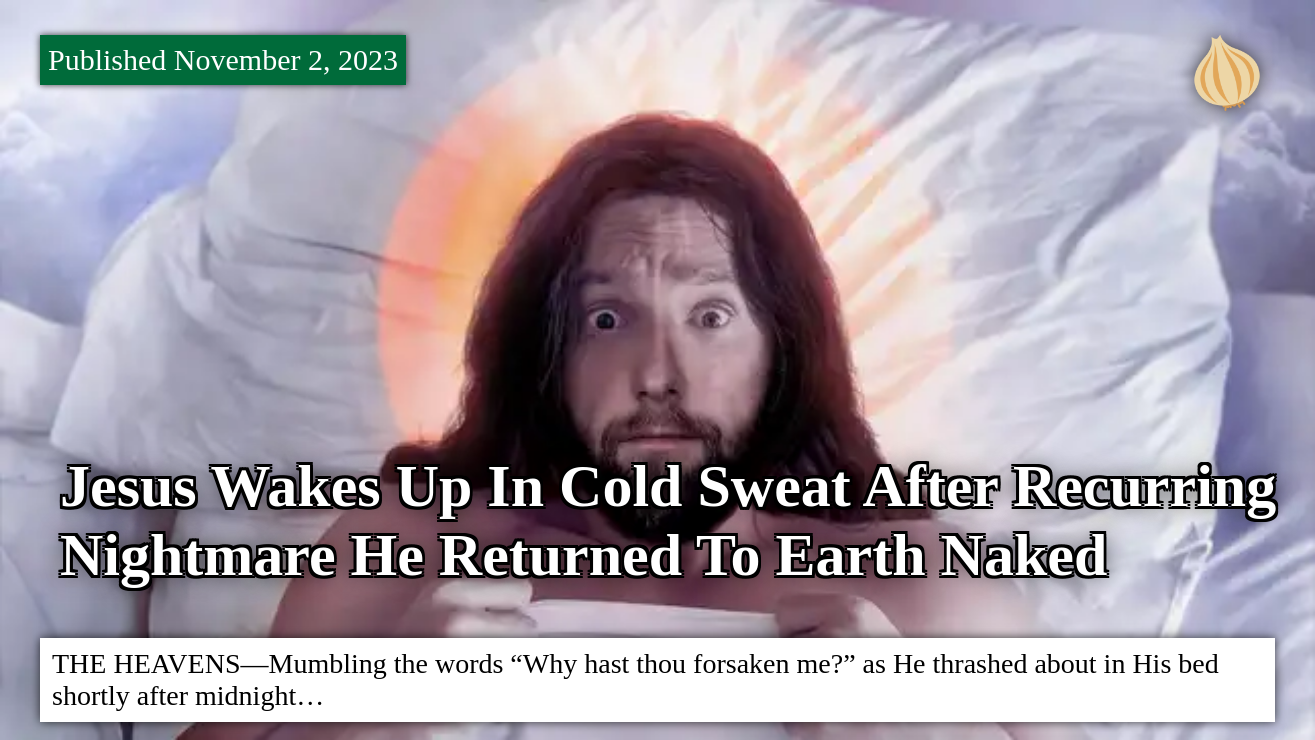 Published November 2, 2023
Jesus Wakes Up In Cold Sweat After Recurring
Nightmare He Returned To Earth Naked
THE HEAVENS—Mumbling the words “Why hast thou forsaken me?” as He thrashed about in His bed
shortly after midnight…